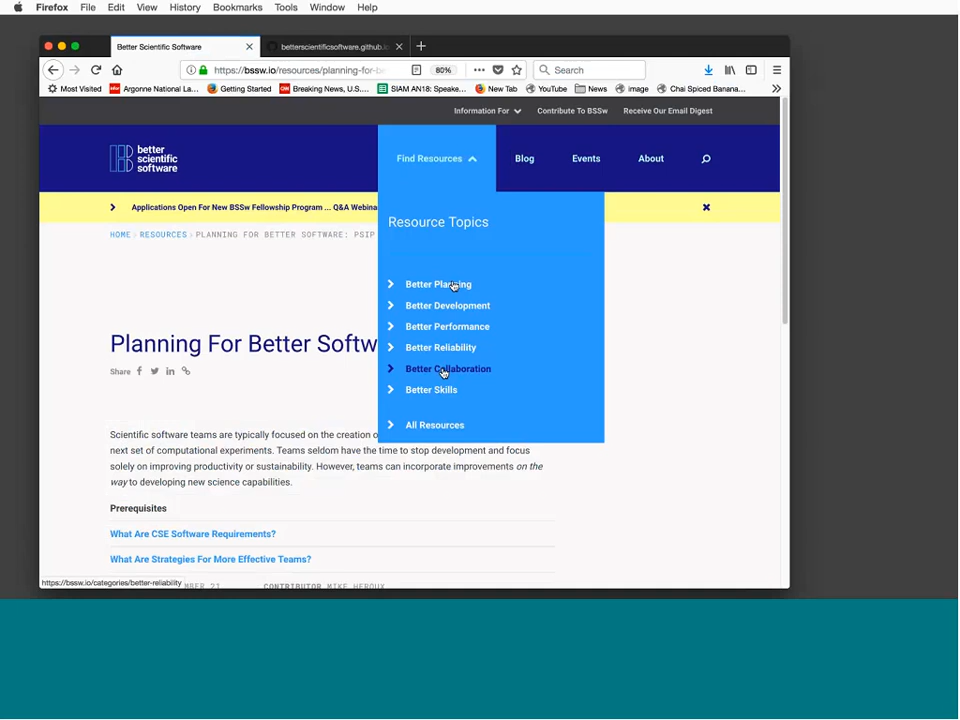 Firefox File Edit View History Bookmarks Tools Window Help
Better Scientific Software
betterscientificsoftware.github.
https://bssw.io/resources/planning-for-be
80%
Search
Most Visited Argonne National La... Getting Started Breaking News, U.S.... SIAM AN18: Speake... New Tab YouTube News image Chai Spiced Banana...
Information For Contribute To BSSw Receive Our Email Digest
better
scientific
software
Find Resources Blog Events About
Applications Open For New BSSw Fellowship Program ... Q&A Webina
HOME RESOURCES PLANNING FOR BETTER SOFTWARE: PSIP
Resource Topics
Better Planning
Better Development
Better Performance
Better Reliability
Better Collaboration
Better Skills
All Resources
Planning For Better Softw
Share
Scientific software teams are typically focused on the creation o
next set of computational experiments. Teams seldom have the time to stop development and focus
solely on improving productivity or sustainability. However, teams can incorporate improvements on the
way to developing new science capabilities.
Prerequisites
What Are CSE Software Requirements?
What Are Strategies For More Effective Teams?
https://bssw.io/categories/better-reliability
MBER 21 CONTRIBUTOR MIKE HEROUX